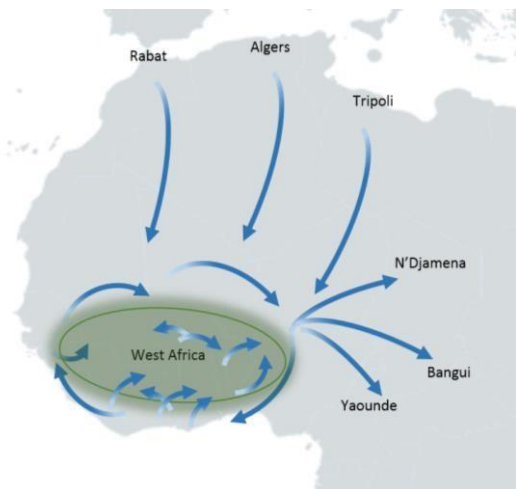 Rabat
Algers
Tripoli
N'Djamena
West Africa
Bangui
Yaounde